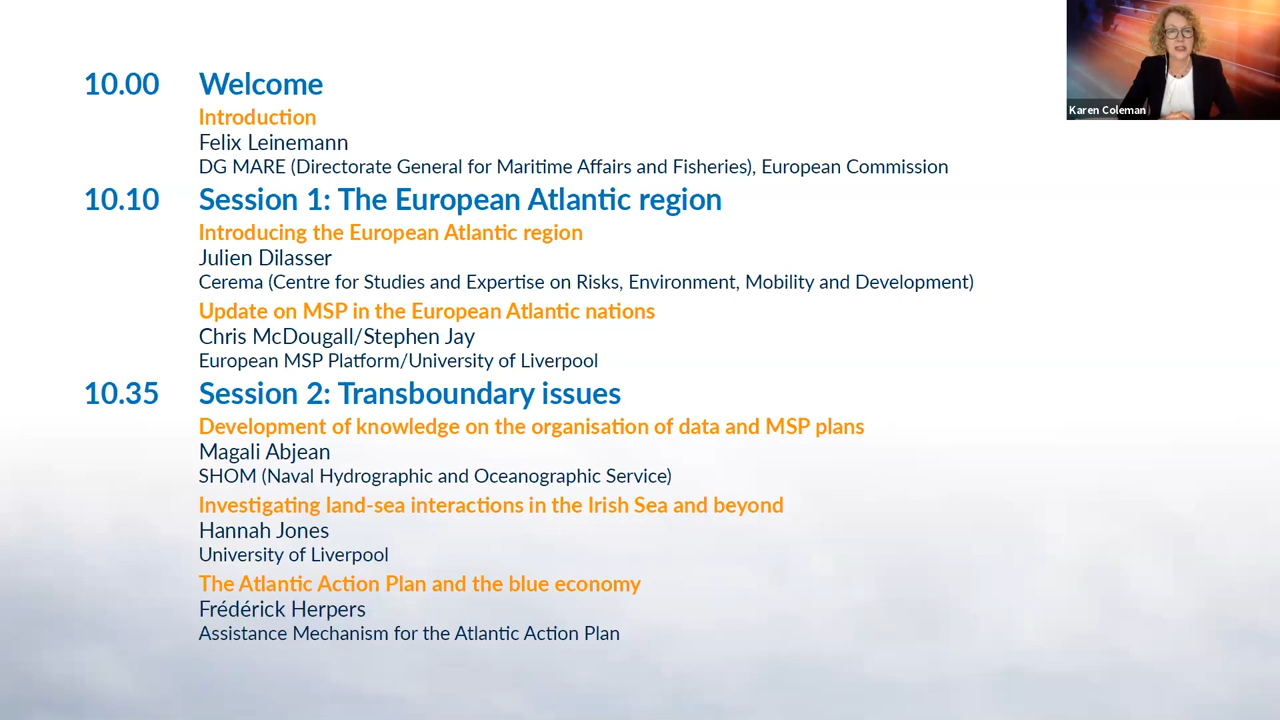 10.00 Welcome
Introduction
Felix Leinemann
DG MARE (Directorate General for Maritime Affairs and Fisheries), European Commission
10.10 Session 1: The European Atlantic region
Introducing the European Atlantic region
Julien Dilasser
Cerema (Centre for Studies and Expertise on Risks, Environment, Mobility and Development)
Update on MSP in the European Atlantic nations
Chris McDougall/Stephen Jay
European MSP Platform/University of Liverpool
10.35 Session 2: Transboundary issues
Development of knowledge on the organisation of data and MSP plans
Magali Abjean
SHOM (Naval Hydrographic and Oceanographic Service)
Investigating land-sea interactions in the Irish Sea and beyond
Hannah Jones
University of Liverpool
The Atlantic Action Plan and the blue economy
Frédérick Herpers
Assistance Mechanism for the Atlantic Action Plan
Karen Coleman